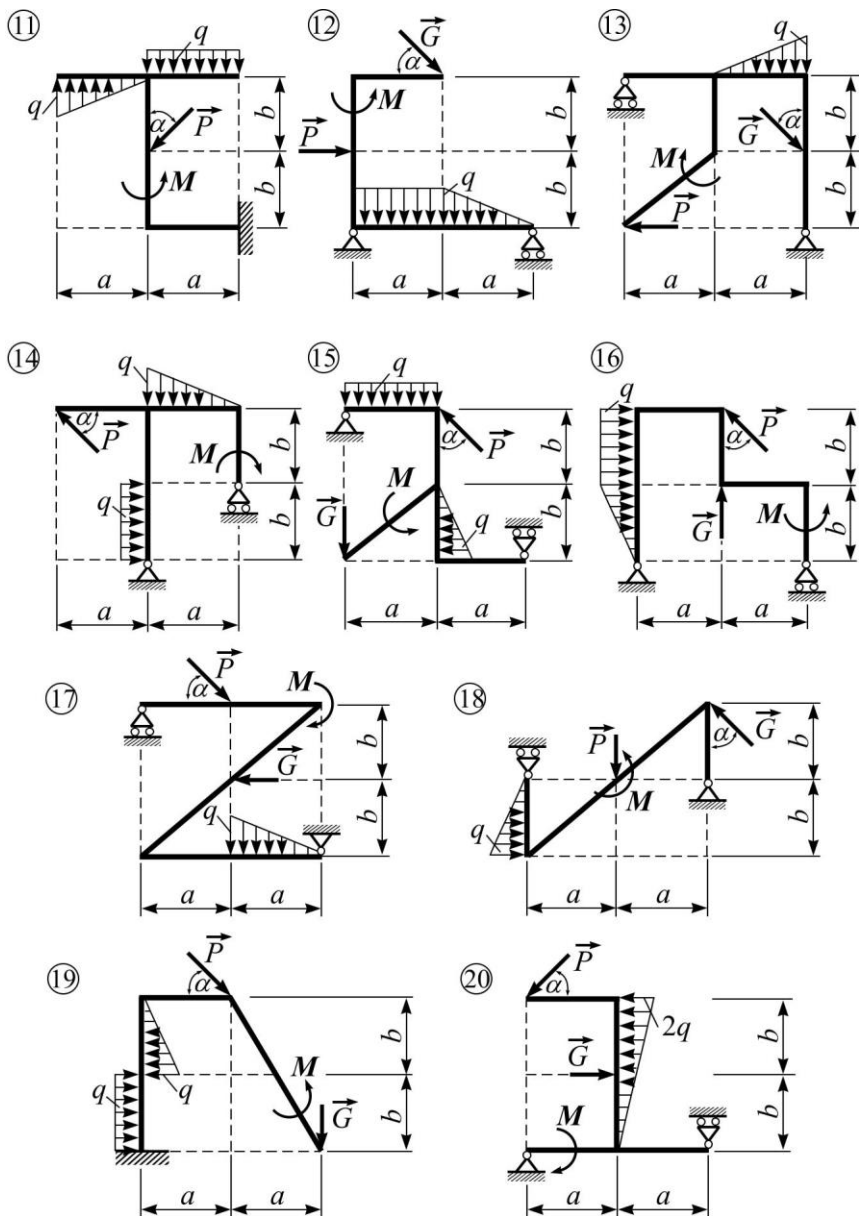 11 q q α P M b b a a
12 G α M P q a a
13 q G α M P b b a a
14 q α P M q b b a a
15 q α P M G q b b a a
16 q α P G M b b a a
17 P α M G q b b a a
18 P M q G α b b a a
19 P α q q M G b b a a
20 P α 2q G M b b a a